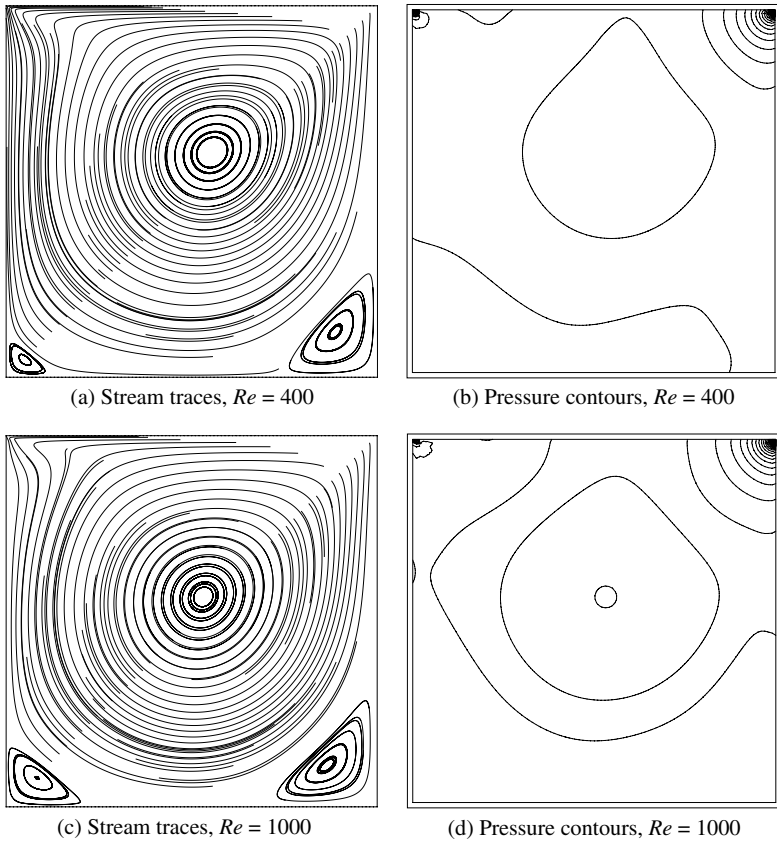 (a) Stream traces, Re = 400
(b) Pressure contours, Re = 400
(c) Stream traces, Re = 1000
(d) Pressure contours, Re = 1000